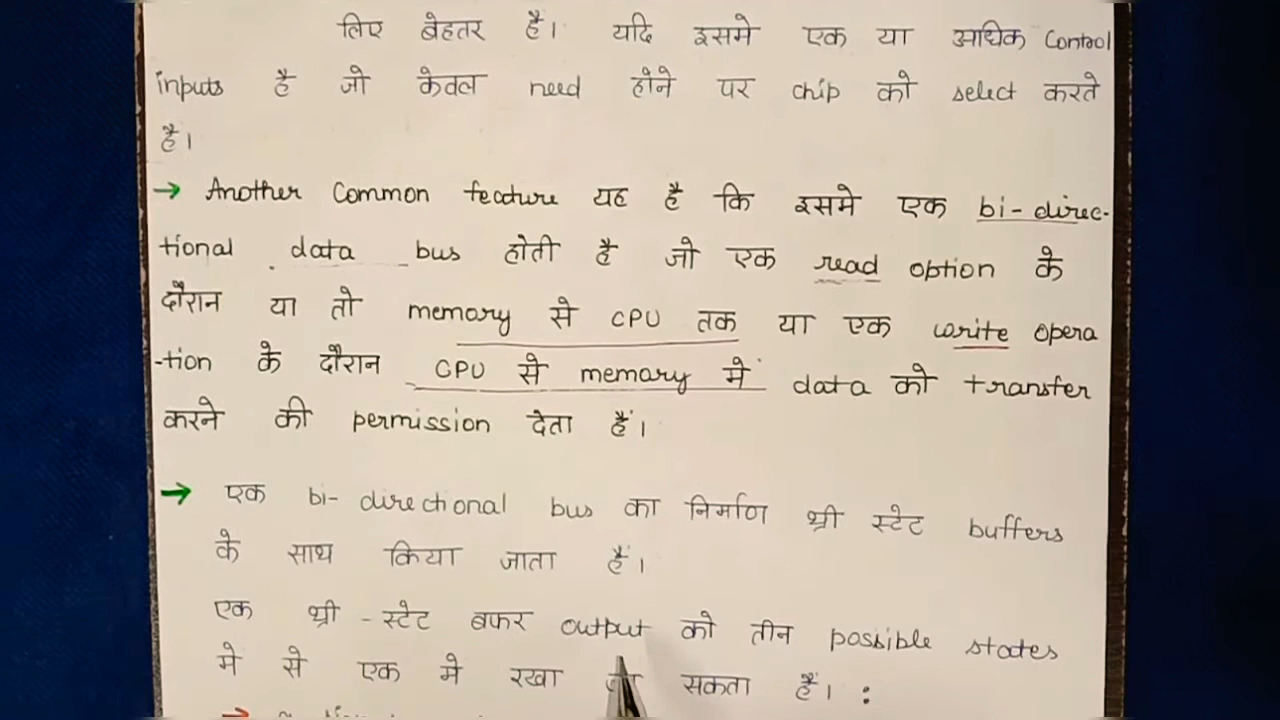 लिए बेहतर है। यदि इसमे एक या अधिक Control
inputs है जो केवल need होने पर chip को select करते
है।
→ Another Common feature यह है कि इसमे एक bi-direc-
tional data bus होती है जो एक read option के
दौरान या तो memory से CPU तक या एक write opera
-tion के दौरान CPU से memory में data को transfer
करने की permission देता हैं।
→ एक bi-directional bus का निर्माण थ्री स्टेट buffers
के साथ किया जाता हैं।
एक थ्री-स्टेट बफर output को तीन possible states
मे से एक मे रखा सकता हैं। :